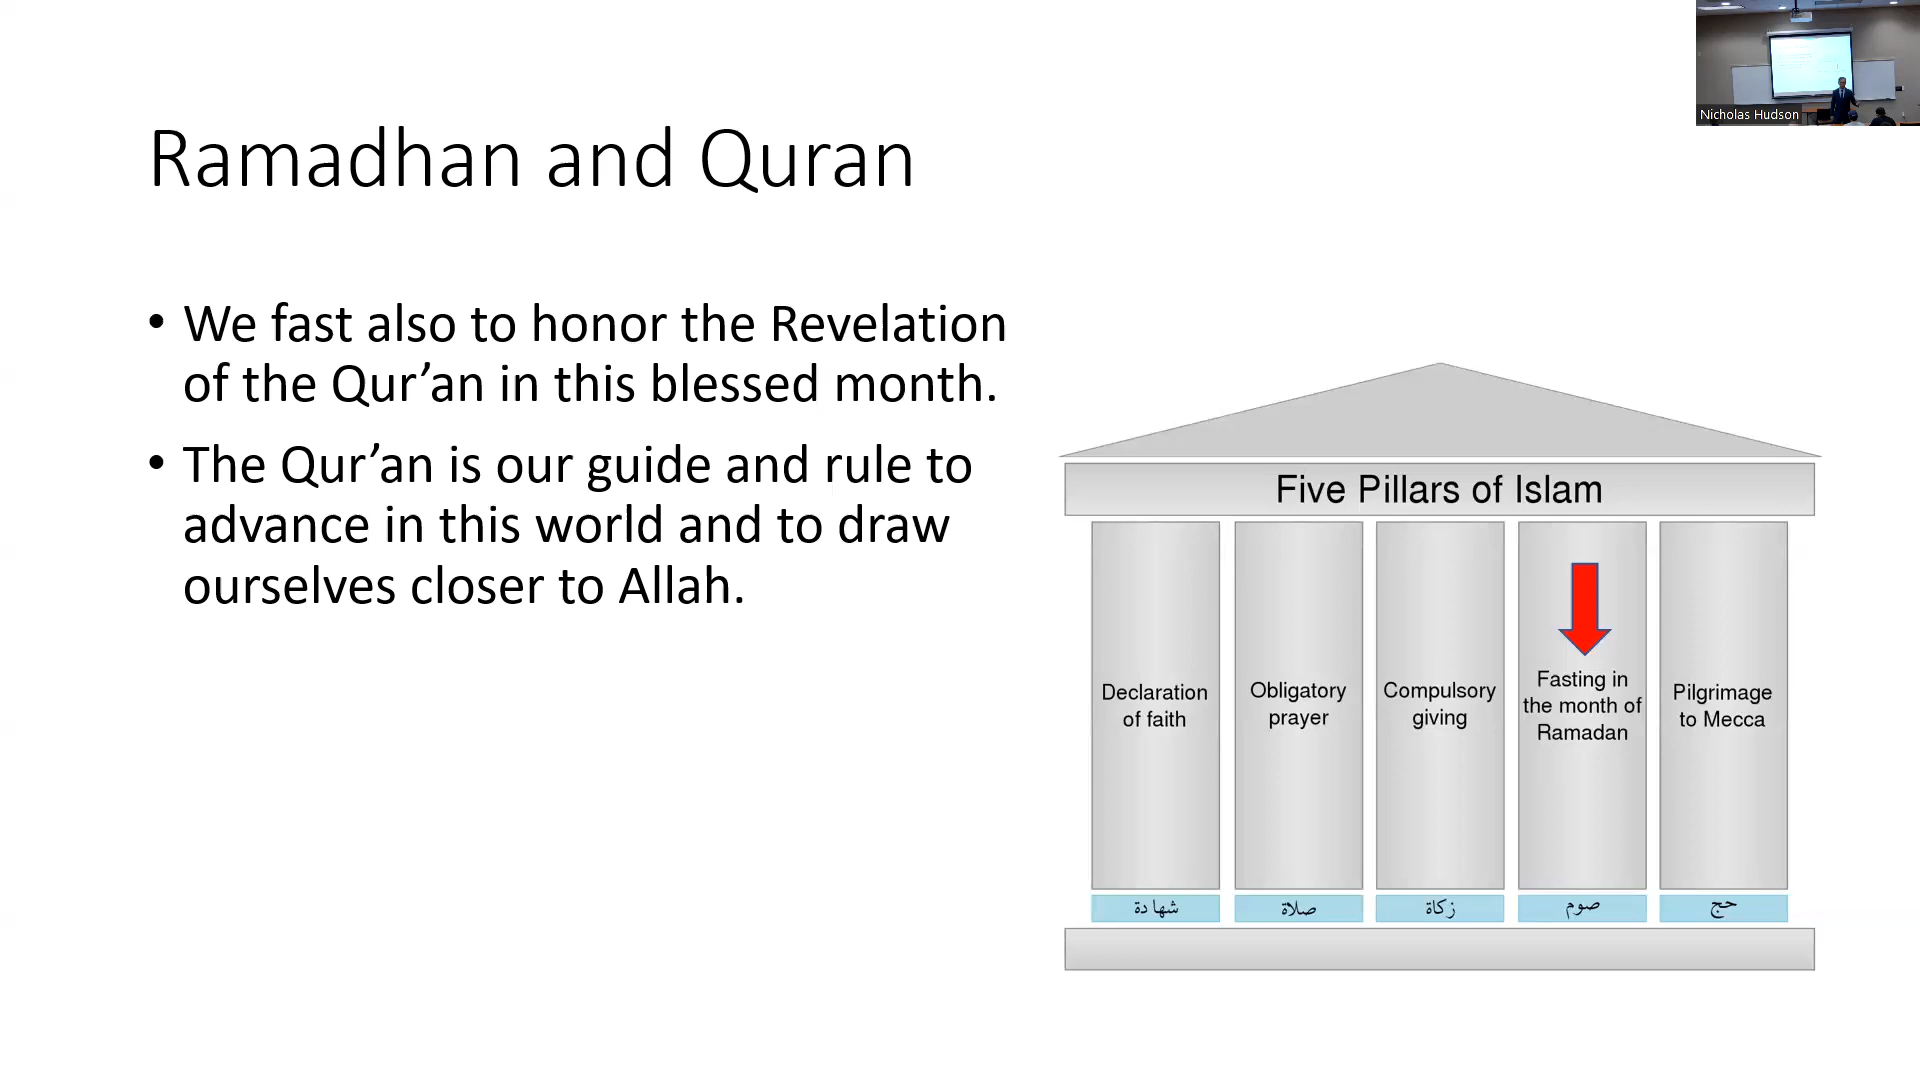 Nicholas Hudson
Ramadhan and Quran
• We fast also to honor the Revelation
of the Qur’an in this blessed month.
• The Qur’an is our guide and rule to
advance in this world and to draw
ourselves closer to Allah.
Five Pillars of Islam
Declaration
of faith
Obligatory
prayer
Compulsory
giving
Fasting in
the month of
Ramadan
Pilgrimage
to Mecca
شهادة
صلاة
زكاة
صوم
حج